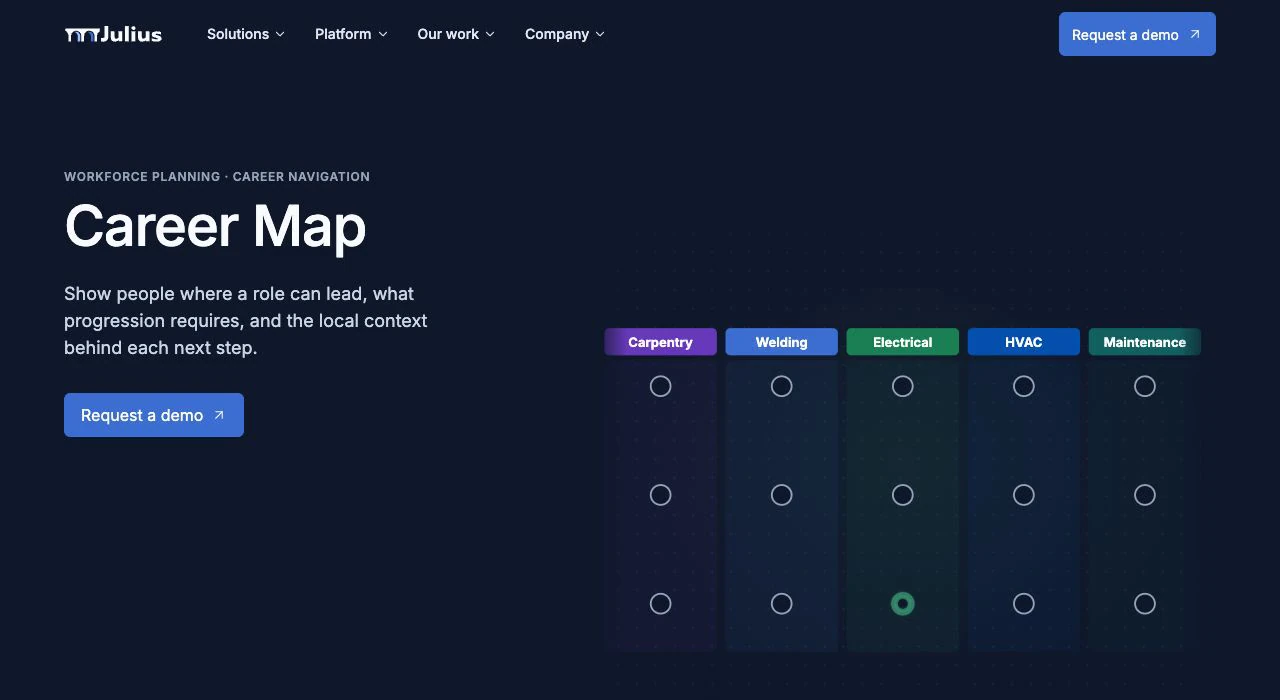 Julius
Solutions
Platform
Our work
Company
Request a demo
WORKFORCE PLANNING · CAREER NAVIGATION
Career Map
Show people where a role can lead, what
progression requires, and the local context
behind each next step.
Request a demo
Carpentry
Welding
Electrical
HVAC
Maintenance